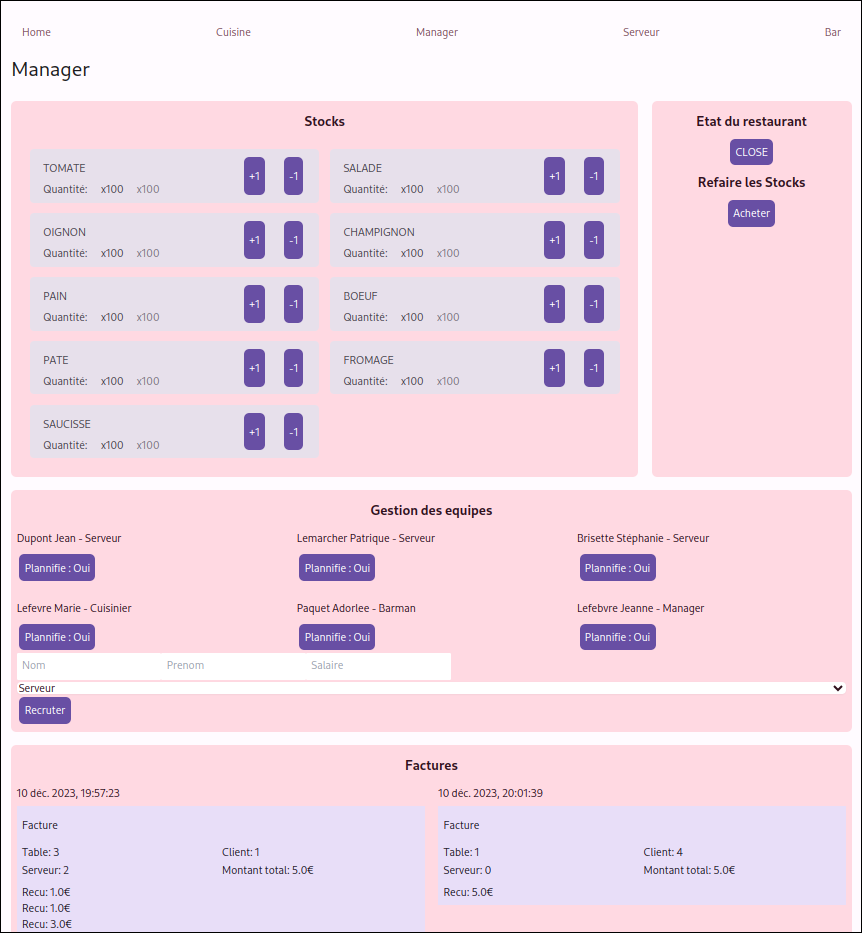 Home Cuisine Manager Serveur Bar
Manager
Stocks
TOMATE
Quantité: x100 x100
+1 -1
SALADE
Quantité: x100 x100
+1 -1
OIGNON
Quantité: x100 x100
+1 -1
CHAMPIGNON
Quantité: x100 x100
+1 -1
PAIN
Quantité: x100 x100
+1 -1
BOEUF
Quantité: x100 x100
+1 -1
PATE
Quantité: x100 x100
+1 -1
FROMAGE
Quantité: x100 x100
+1 -1
SAUCISSE
Quantité: x100 x100
+1 -1
Etat du restaurant
CLOSE
Refaire les Stocks
Acheter
Gestion des equipes
Dupont Jean - Serveur
Plannifie : Oui
Lemarcher Patrique - Serveur
Plannifie : Oui
Brisette Stéphanie - Serveur
Plannifie : Oui
Lefevre Marie - Cuisinier
Plannifie : Oui
Paquet Adorlee - Barman
Plannifie : Oui
Lefebvre Jeanne - Manager
Plannifie : Oui
Nom Prenom Salaire
Serveur
Recruter
Factures
10 déc. 2023, 19:57:23
Facture
Table: 3 Client: 1
Serveur: 2 Montant total: 5.0€
Recu: 1.0€
Recu: 1.0€
Recu: 3.0€
10 déc. 2023, 20:01:39
Facture
Table: 1 Client: 4
Serveur: 0 Montant total: 5.0€
Recu: 5.0€